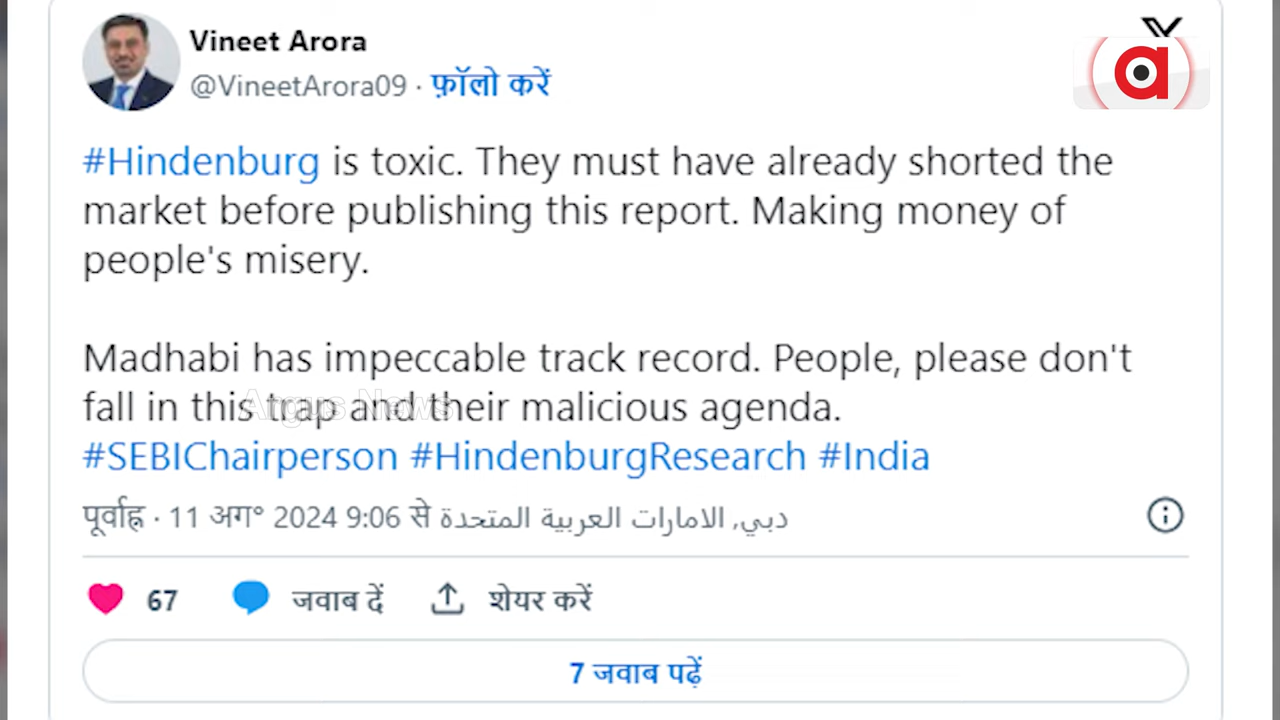 Vineet Arora
@VineetArora09 · फ़ॉलो करें
#Hindenburg is toxic. They must have already shorted the
market before publishing this report. Making money of
people's misery.
Madhabi has impeccable track record. People, please don't
fall in this trap and their malicious agenda.
Argus News
#SEBIChairperson #HindenburgResearch #India
पूर्वाह्न · 11 अग॰ 2024 9:06 से دبي, الامارات العربية المتحدة
67 जवाब दें शेयर करें
7 जवाब पढ़ें